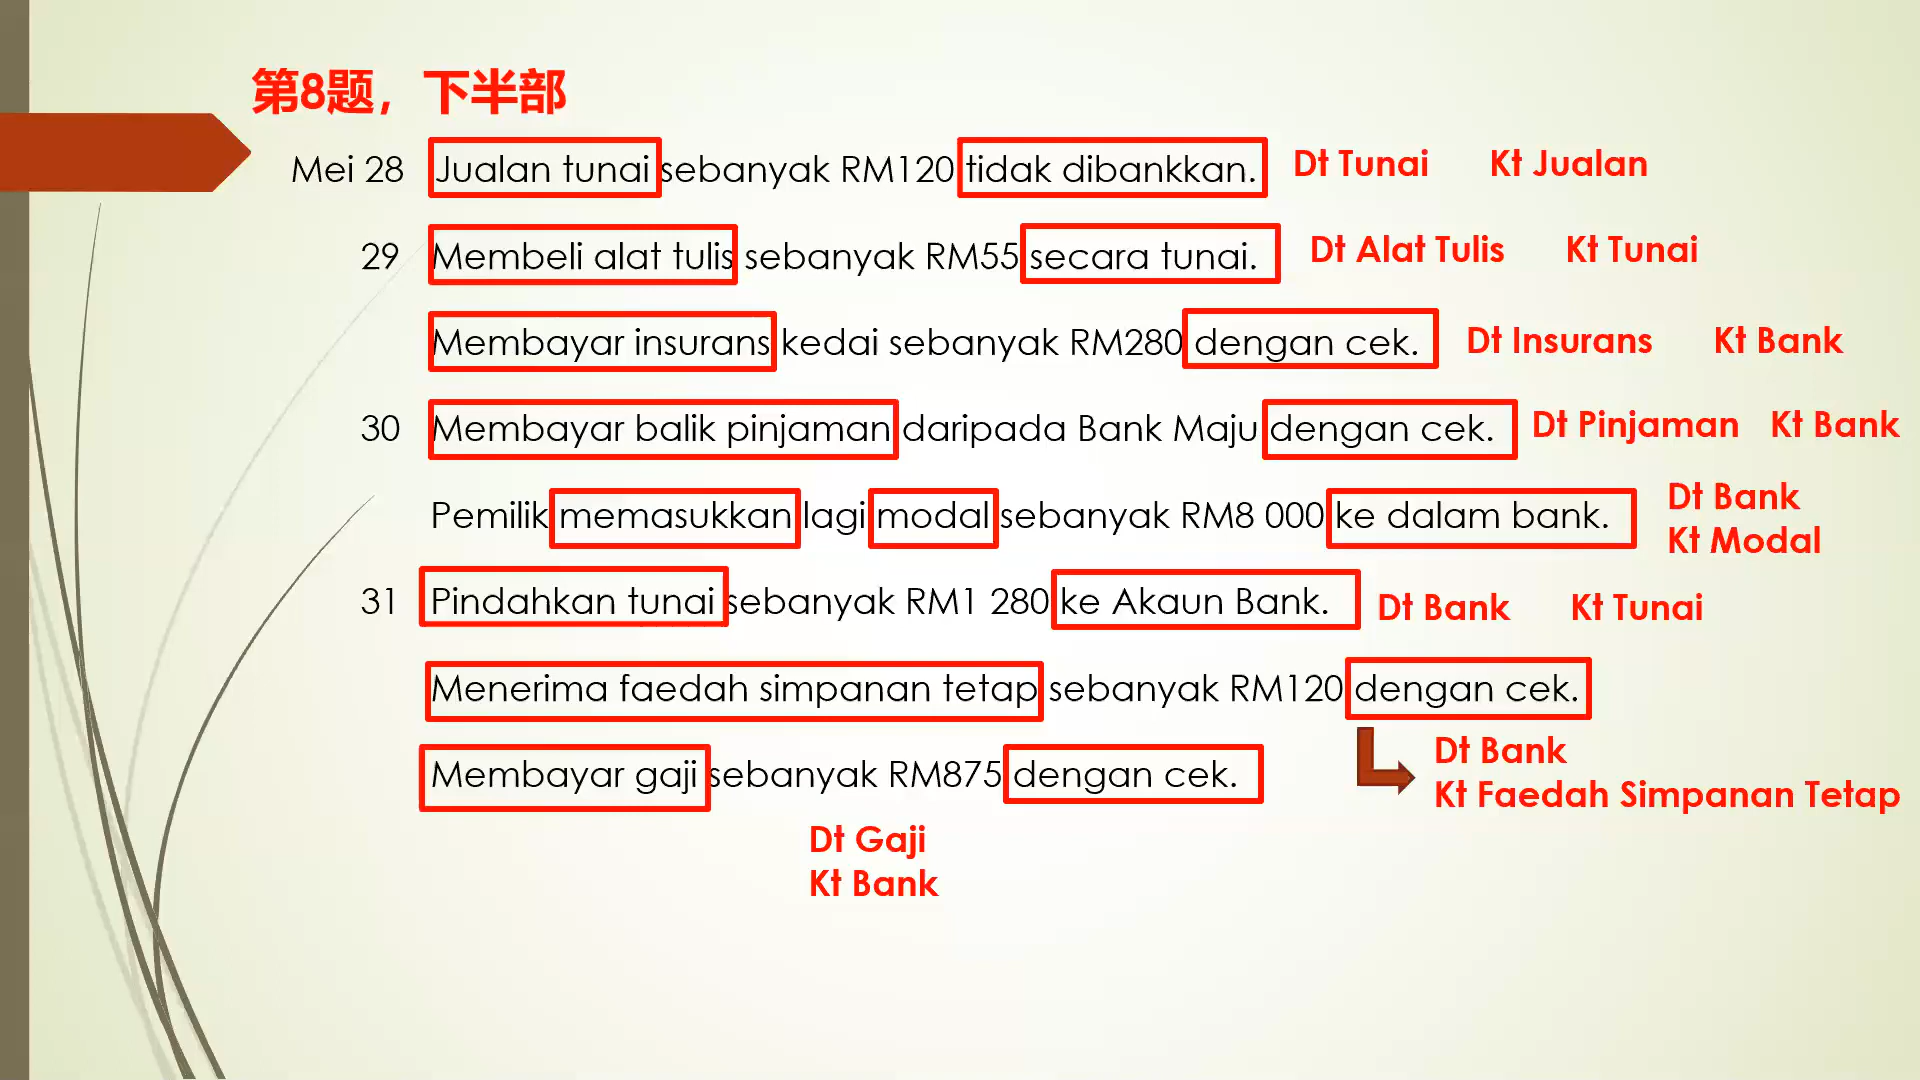 第8题，下半部
Mei 28 Jualan tunai sebanyak RM120 tidak dibankkan. Dt Tunai Kt Jualan
29 Membeli alat tulis sebanyak RM55 secara tunai. Dt Alat Tulis Kt Tunai
Membayar insurans kedai sebanyak RM280 dengan cek. Dt Insurans Kt Bank
30 Membayar balik pinjaman daripada Bank Maju dengan cek. Dt Pinjaman Kt Bank
Pemilik memasukkan lagi modal sebanyak RM8 000 ke dalam bank. Dt Bank
Kt Modal
31 Pindahkan tunai sebanyak RM1 280 ke Akaun Bank. Dt Bank Kt Tunai
Menerima faedah simpanan tetap sebanyak RM120 dengan cek.
Dt Bank
Kt Faedah Simpanan Tetap
Membayar gaji sebanyak RM875 dengan cek.
Dt Gaji
Kt Bank